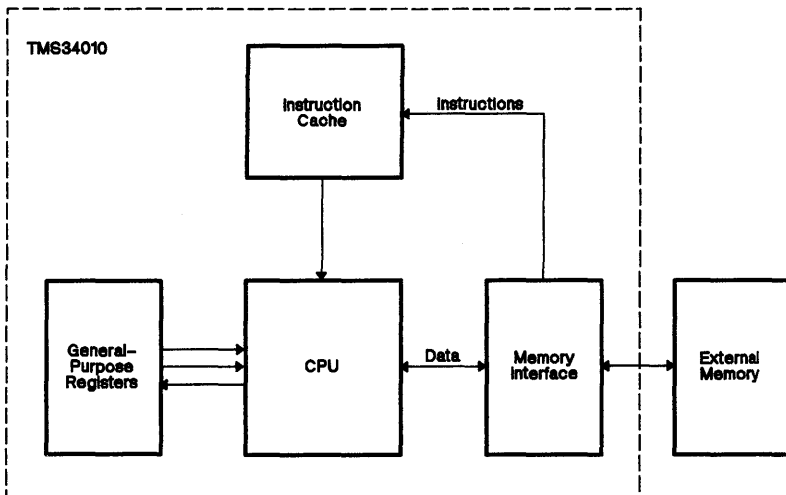 TMS34010
Instruction
Cache
Instructions
General–
Purpose
Registers
CPU
Data
Memory
Interface
External
Memory